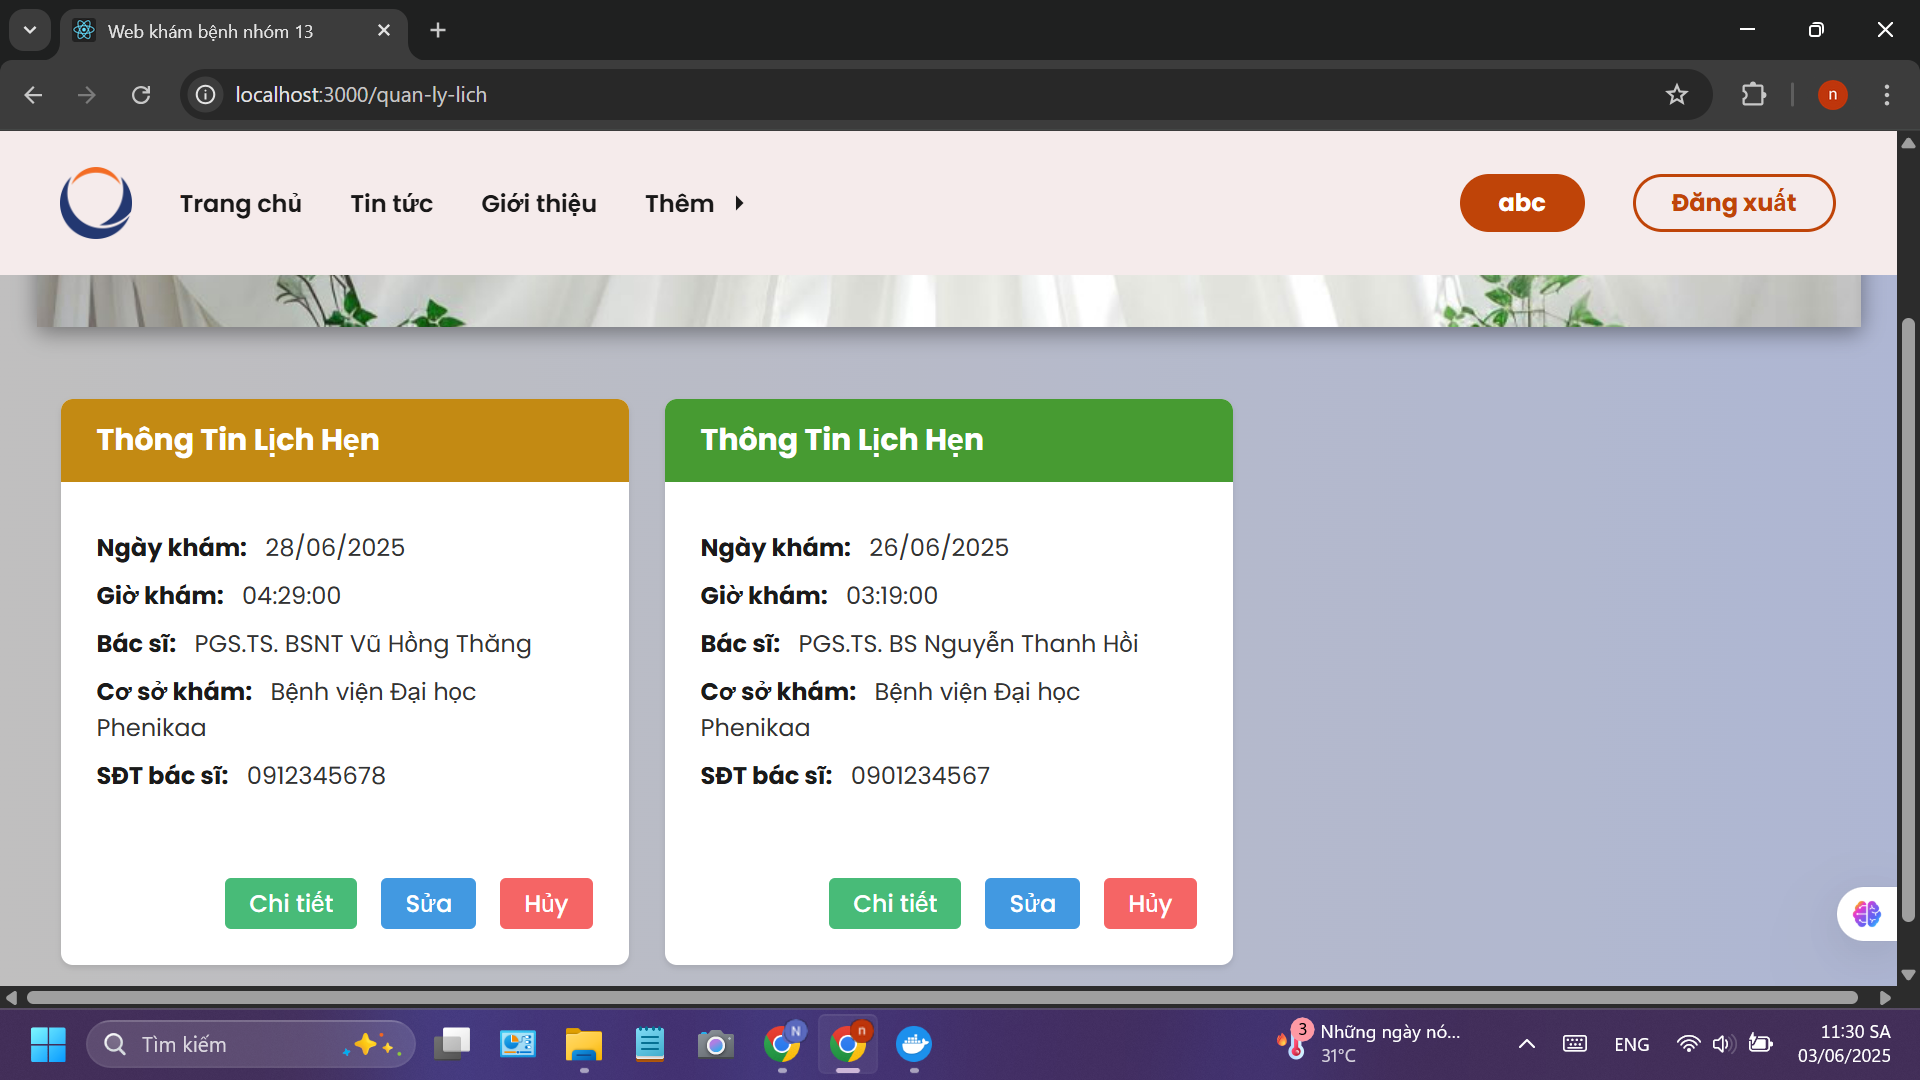 Web khám bệnh nhóm 13
localhost:3000/quan-ly-lich
n
Trang chủ
Tin tức
Giới thiệu
Thêm
abc
Đăng xuất
Thông Tin Lịch Hẹn
Ngày khám: 28/06/2025
Giờ khám: 04:29:00
Bác sĩ: PGS.TS. BSNT Vũ Hồng Thăng
Cơ sở khám: Bệnh viện Đại học
Phenikaa
SĐT bác sĩ: 0912345678
Chi tiết
Sửa
Hủy
Thông Tin Lịch Hẹn
Ngày khám: 26/06/2025
Giờ khám: 03:19:00
Bác sĩ: PGS.TS. BS Nguyễn Thanh Hồi
Cơ sở khám: Bệnh viện Đại học
Phenikaa
SĐT bác sĩ: 0901234567
Chi tiết
Sửa
Hủy
Tìm kiếm
N
n
3
Những ngày nó...
31°C
ENG
11:30 SA
03/06/2025